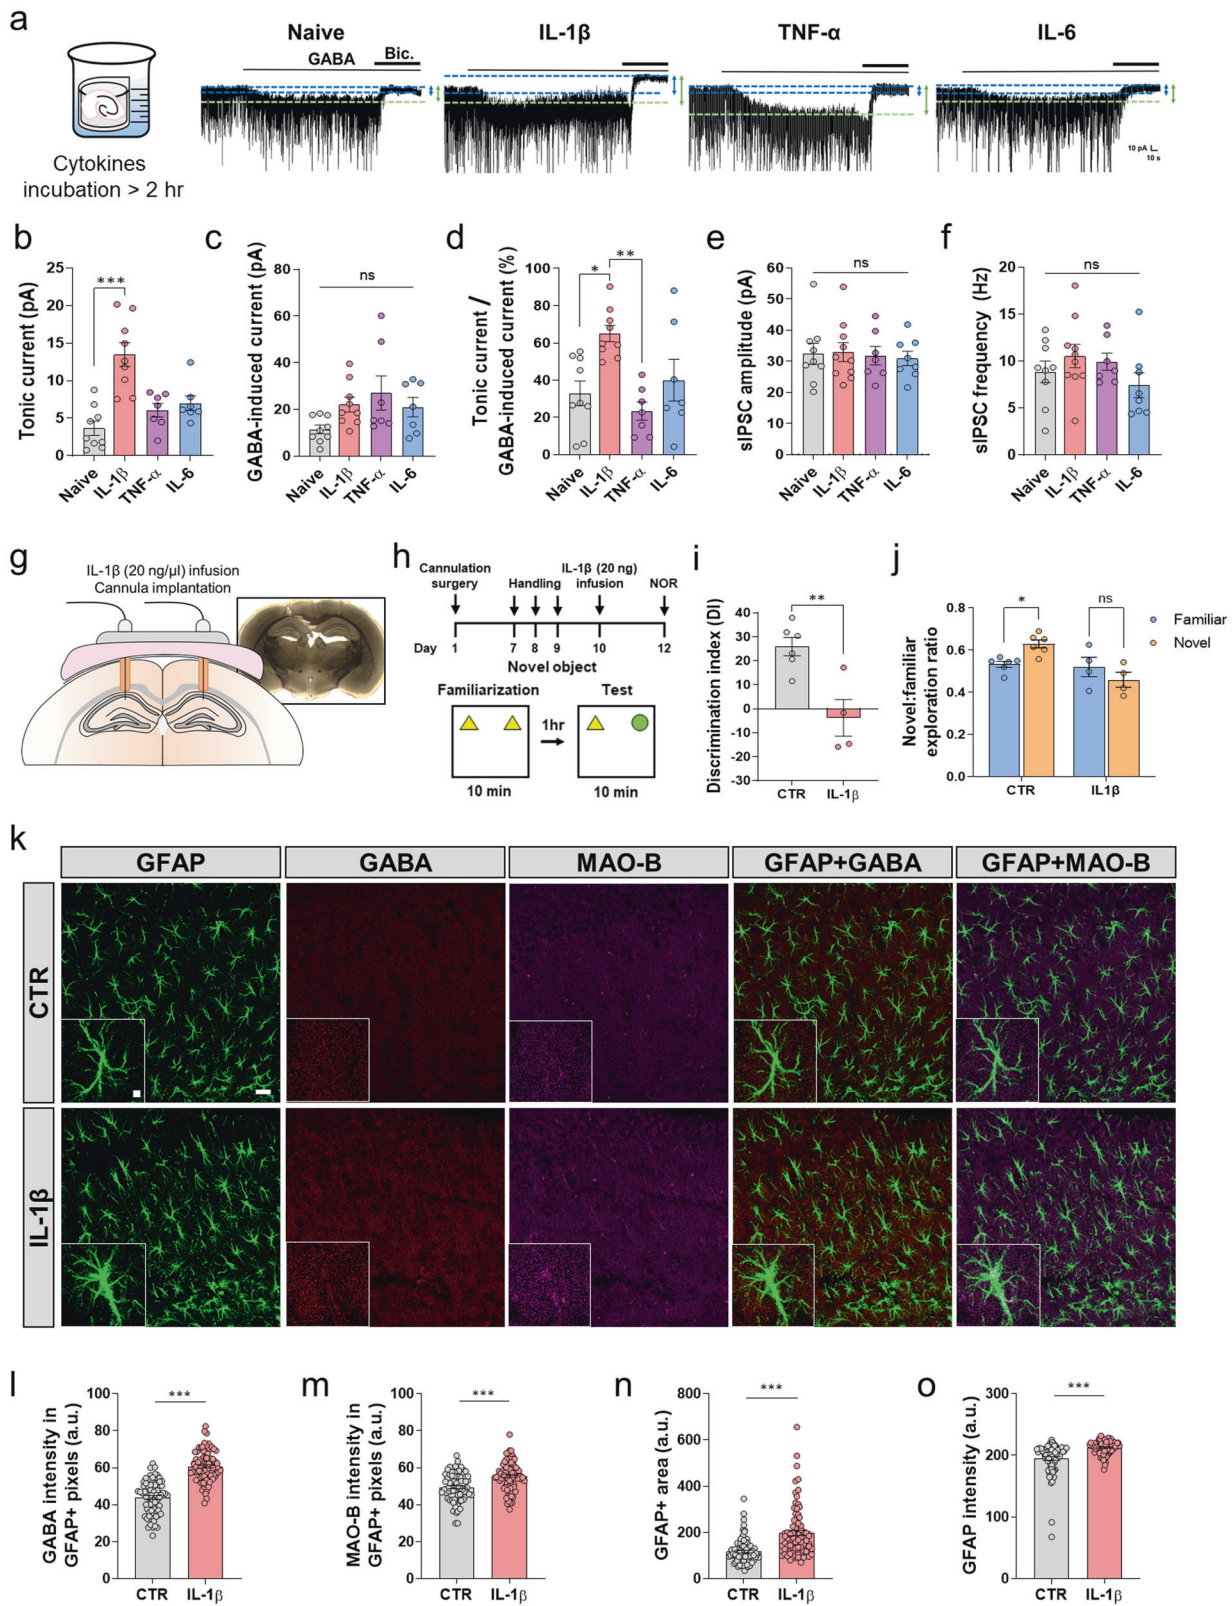 a
Naive
IL-1β
TNF-α
IL-6
GABA
Bic.
10 pA
10 s
Cytokines
incubation > 2 hr
b
Tonic current (pA)
25
20
15
10
5
0
***
Naive
IL-1β
TNF-α
IL-6
c
GABA-induced current (pA)
80
60
40
20
0
ns
Naive
IL-1β
TNF-α
IL-6
d
Tonic current /
GABA-induced current (%)
100
80
60
40
20
0
*
**
Naive
IL-1β
TNF-α
IL-6
e
sIPSC amplitude (pA)
60
50
40
30
20
10
0
ns
Naive
IL-1β
TNF-α
IL-6
f
sIPSC frequency (Hz)
20
15
10
5
0
ns
Naive
IL-1β
TNF-α
IL-6
g
IL-1β (20 ng/µl) infusion
Cannula implantation
h
Cannulation
surgery
Handling
IL-1β (20 ng)
infusion
NOR
Day 1 7 8 9 10 12
Novel object
Familiarization
Test
1hr
10 min
10 min
i
Discrimination index (DI)
40
30
20
10
0
-10
-20
-30
**
CTR
IL-1β
j
Novel:familiar
exploration ratio
0.8
0.6
0.4
0.2
0.0
*
ns
CTR
IL1β
Familiar
Novel
k
GFAP
GABA
MAO-B
GFAP+GABA
GFAP+MAO-B
CTR
IL-1β
l
GABA intensity in
GFAP+ pixels (a.u.)
100
80
60
40
20
0
***
CTR
IL-1β
m
MAO-B intensity in
GFAP+ pixels (a.u.)
100
80
60
40
20
0
***
CTR
IL-1β
n
GFAP+ area (a.u.)
800
600
400
200
0
***
CTR
IL-1β
o
GFAP intensity (a.u.)
300
200
100
0
***
CTR
IL-1β